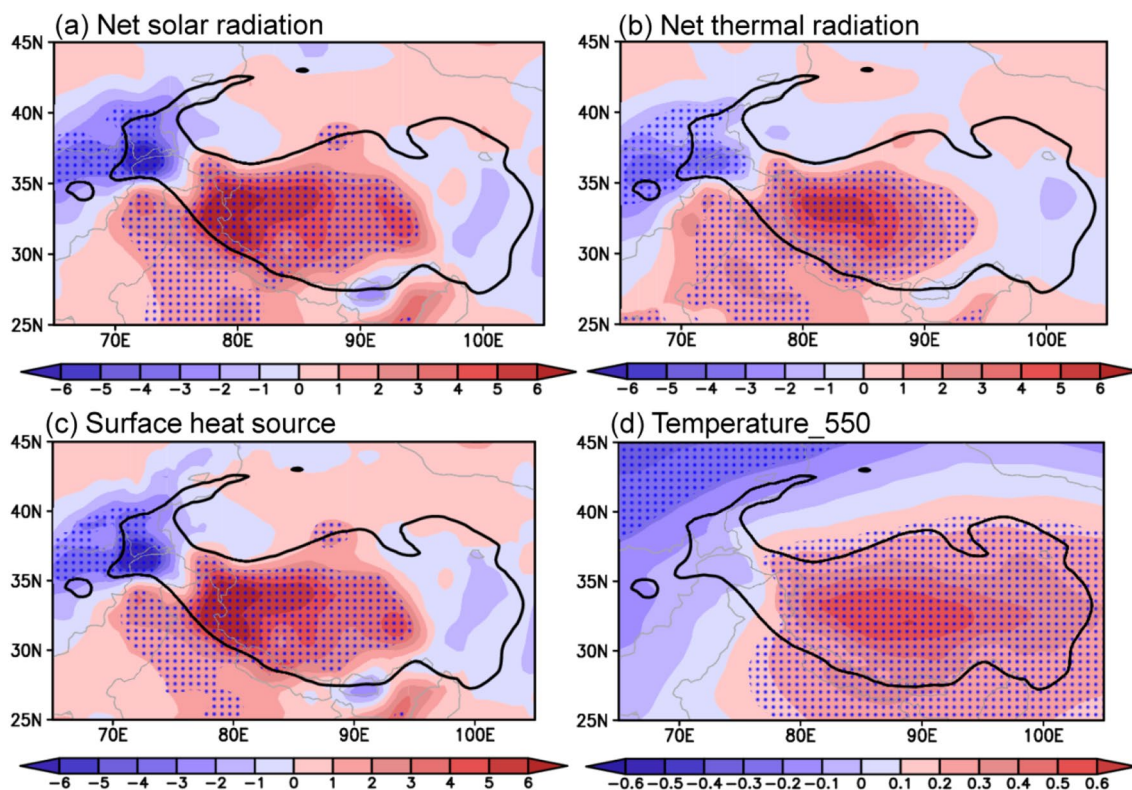 (a) Net solar radiation
(b) Net thermal radiation
45N
40N
35N
30N
25N
70E 80E 90E 100E
-6 -5 -4 -3 -2 -1 0 1 2 3 4 5 6
45N
40N
35N
30N
25N
70E 80E 90E 100E
-6 -5 -4 -3 -2 -1 0 1 2 3 4 5 6
(c) Surface heat source
(d) Temperature_550
45N
40N
35N
30N
25N
70E 80E 90E 100E
-6 -5 -4 -3 -2 -1 0 1 2 3 4 5 6
45N
40N
35N
30N
25N
70E 80E 90E 100E
-0.6 -0.5 -0.4 -0.3 -0.2 -0.1 0 0.1 0.2 0.3 0.4 0.5 0.6